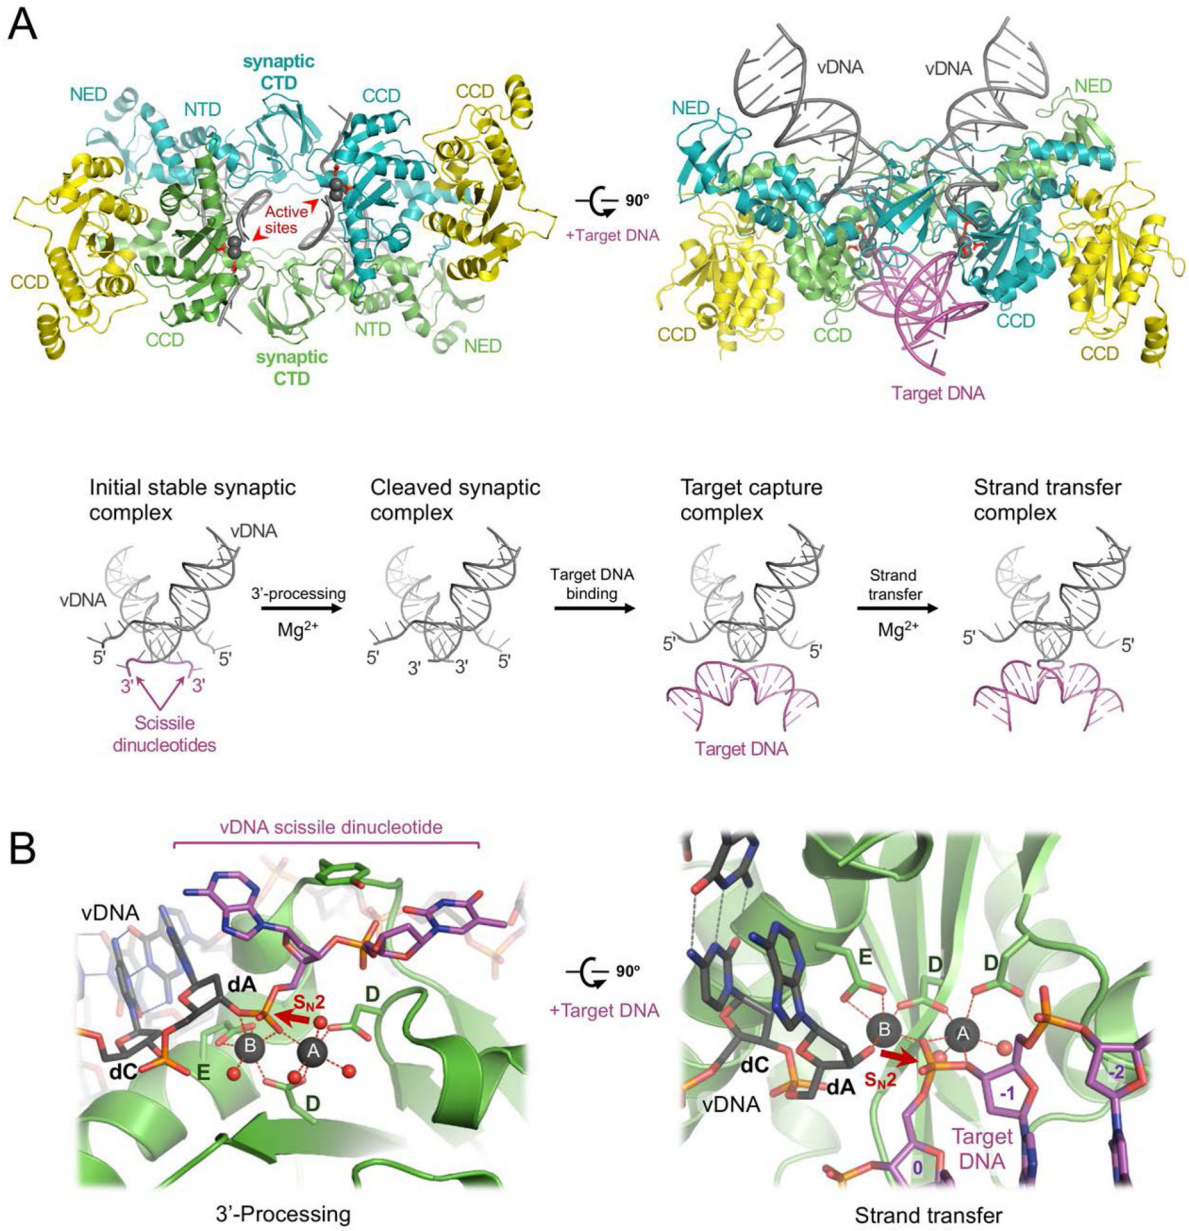 A
synaptic
CTD
NED
NTD
CCD
CCD
Active
sites
CCD
CCD
NTD
NED
synaptic
CTD
90º
+Target DNA
vDNA
vDNA
NED
NED
CCD
CCD
CCD
CCD
Target DNA
Initial stable synaptic
complex
vDNA
vDNA
5'
5'
3'
3'
Scissile
dinucleotides
3'-processing
Mg2+
Cleaved synaptic
complex
5'
3'
3'
5'
Target DNA
binding
Target capture
complex
5'
5'
Target DNA
Strand
transfer
Mg2+
Strand transfer
complex
5'
5'
B
vDNA scissile dinucleotide
vDNA
dA
SN2
D
B
A
dC
E
D
3'-Processing
90º
+Target DNA
E
D
D
B
A
dC
SN2
dA
vDNA
-1
-2
Target
DNA
0
Strand transfer